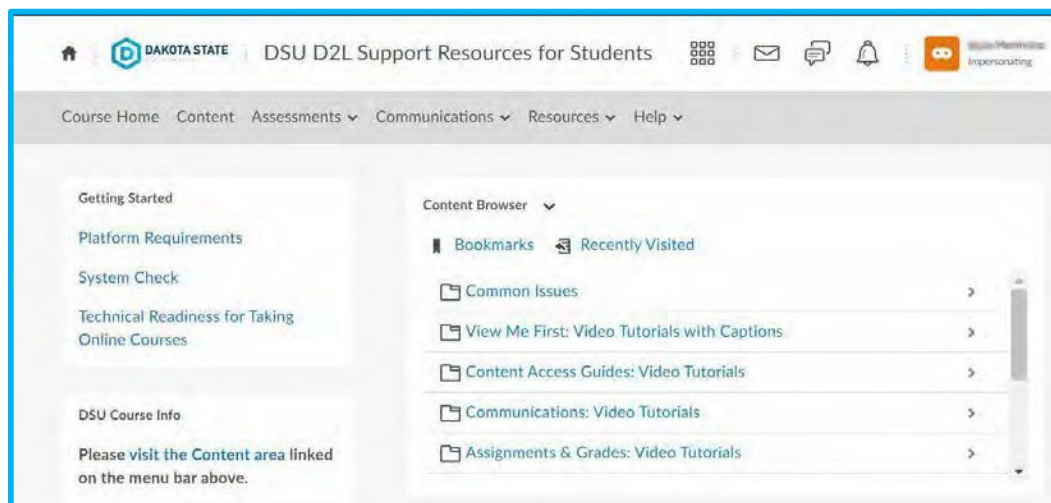 DAKOTA STATE
DSU D2L Support Resources for Students
Impersonating
Course Home Content Assessments Communications Resources Help
Getting Started
Platform Requirements
System Check
Technical Readiness for Taking
Online Courses
DSU Course Info
Please visit the Content area linked
on the menu bar above.
Content Browser
Bookmarks Recently Visited
Common Issues
View Me First: Video Tutorials with Captions
Content Access Guides: Video Tutorials
Communications: Video Tutorials
Assignments & Grades: Video Tutorials